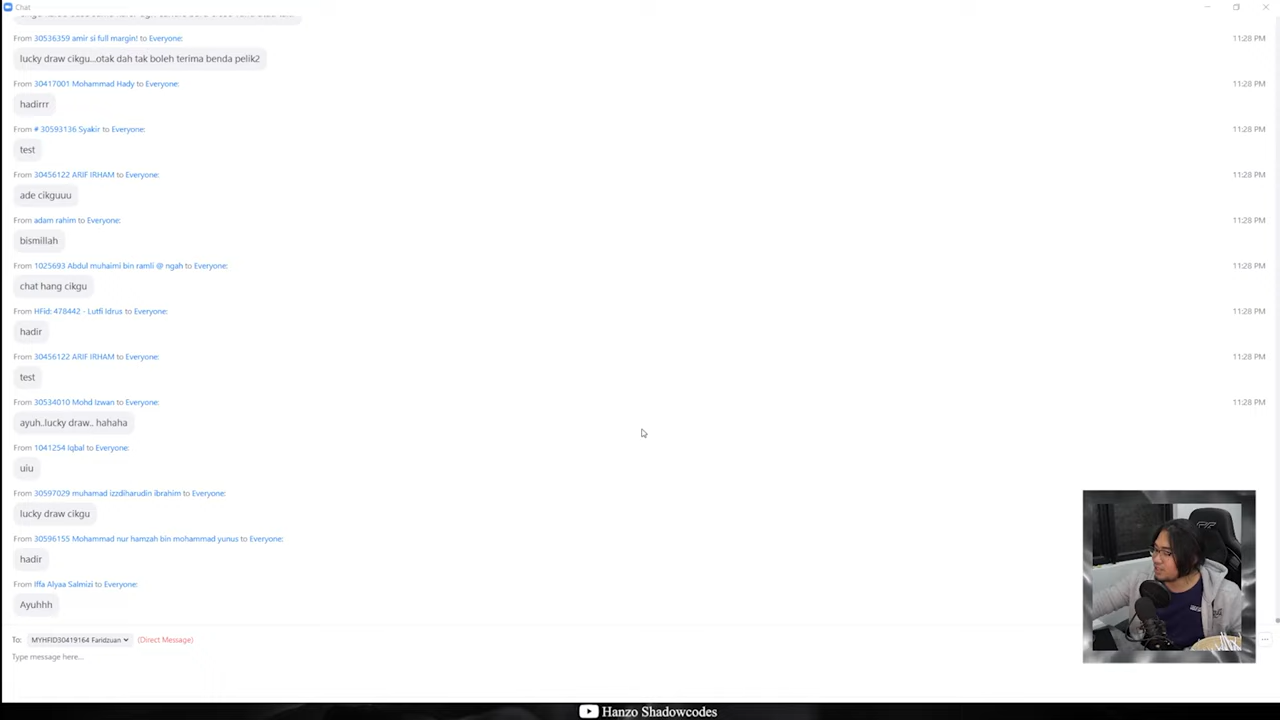 Chat
From 30536359 amir si full margin! to Everyone: 11:28 PM
lucky draw cikgu...otak dah tak boleh terima benda pelik2
From 30417001 Mohammad Hady to Everyone: 11:28 PM
hadirrr
From # 30593136 Syakir to Everyone: 11:28 PM
test
From 30456122 ARIF IRHAM to Everyone: 11:28 PM
ade cikguuu
From adam rahim to Everyone: 11:28 PM
bismillah
From 1025693 Abdul muhaimi bin ramli @ ngah to Everyone: 11:28 PM
chat hang cikgu
From HFid: 478442 - Lutfi Idrus to Everyone: 11:28 PM
hadir
From 30456122 ARIF IRHAM to Everyone: 11:28 PM
test
From 30534010 Mohd Izwan to Everyone: 11:28 PM
ayuh..lucky draw.. hahaha
From 1041254 Iqbal to Everyone:
uiu
From 30597029 muhamad izzdiharudin ibrahim to Everyone:
lucky draw cikgu
From 30596155 Mohammad nur hamzah bin mohammad yunus to Everyone:
hadir
From Iffa Alyaa Salmizi to Everyone:
Ayuhhh
To: MYHFID30419164 Faridzuan (Direct Message)
Type message here...
Hanzo Shadowcodes